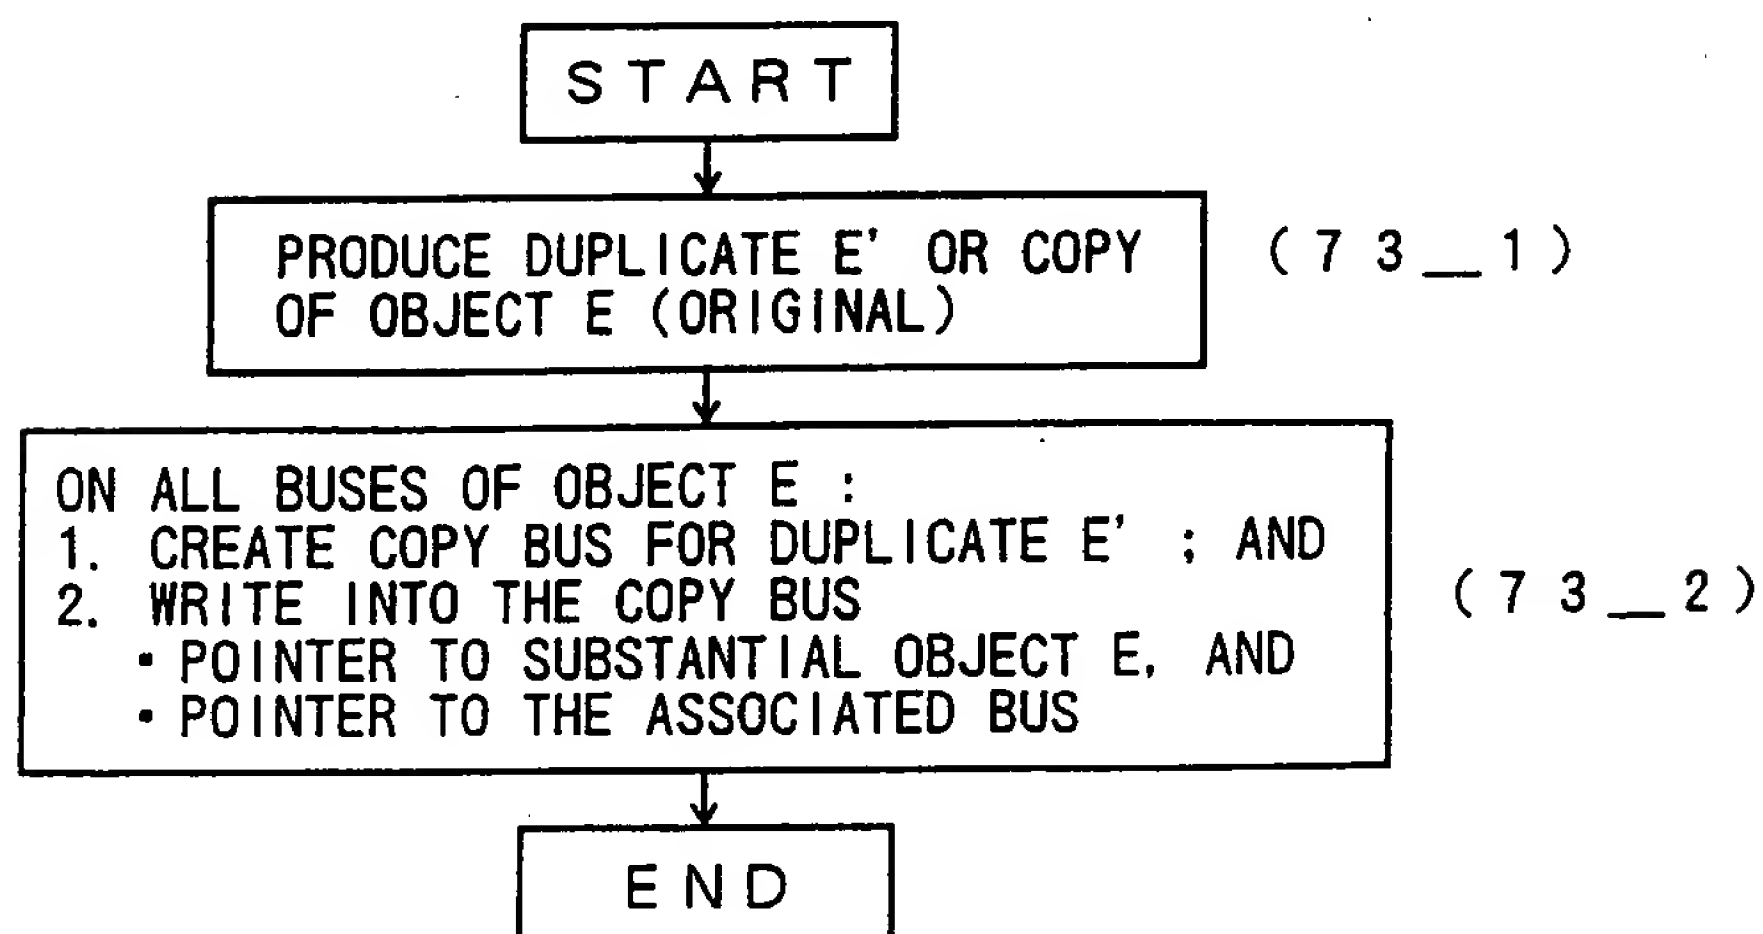 START
PRODUCE DUPLICATE E' OR COPY
OF OBJECT E (ORIGINAL)
(73_1)
ON ALL BUSES OF OBJECT E :
1. CREATE COPY BUS FOR DUPLICATE E' ; AND
2. WRITE INTO THE COPY BUS
・POINTER TO SUBSTANTIAL OBJECT E, AND
・POINTER TO THE ASSOCIATED BUS
(73_2)
END